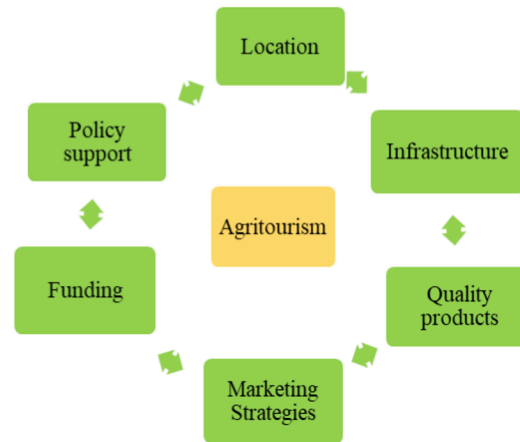 Location
Policy
support
Infrastructure
Agritourism
Funding
Quality
products
Marketing
Strategies